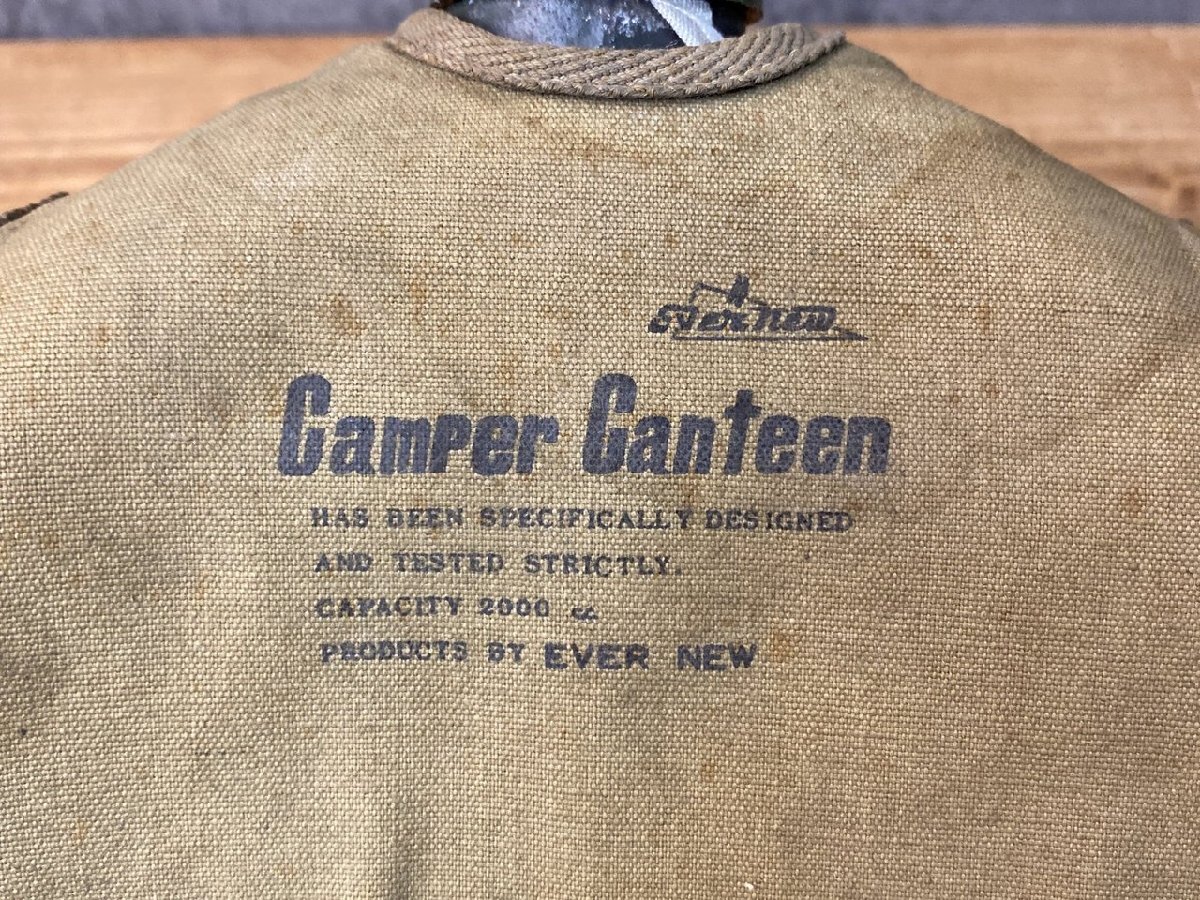 Evernew
Camper Canteen
HAS BEEN SPECIFICALLY DESIGNED
AND TESTED STRICTLY.
CAPACITY 2000 cc
PRODUCTS BY EVER NEW